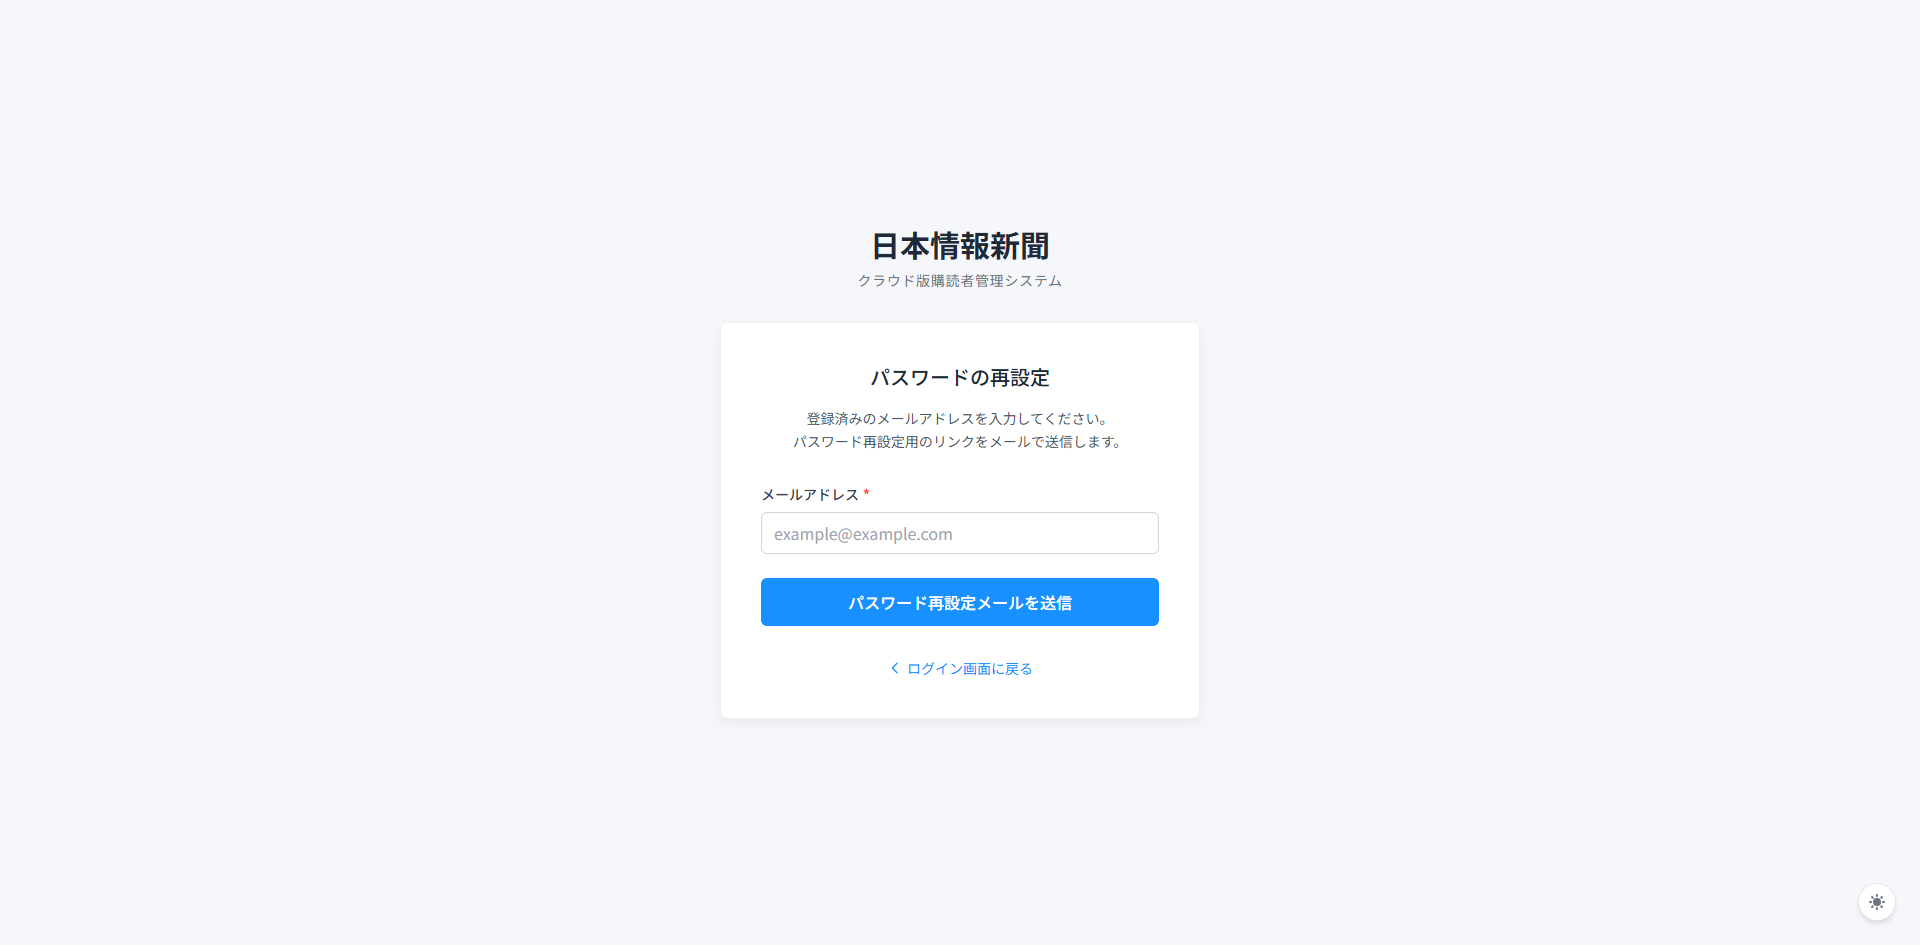 日本情報新聞
クラウド版購読者管理システム
パスワードの再設定
登録済みのメールアドレスを入力してください。
パスワード再設定用のリンクをメールで送信します。
メールアドレス *
example@example.com
パスワード再設定メールを送信
ログイン画面に戻る